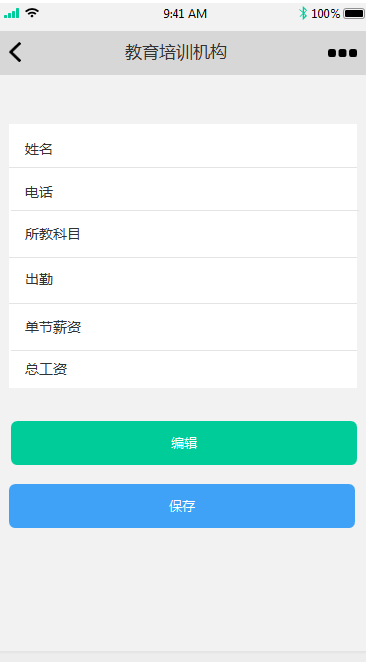 9:41 AM 100%
教育培训机构
姓名
电话
所教科目
出勤
单节薪资
总工资
编辑
保存